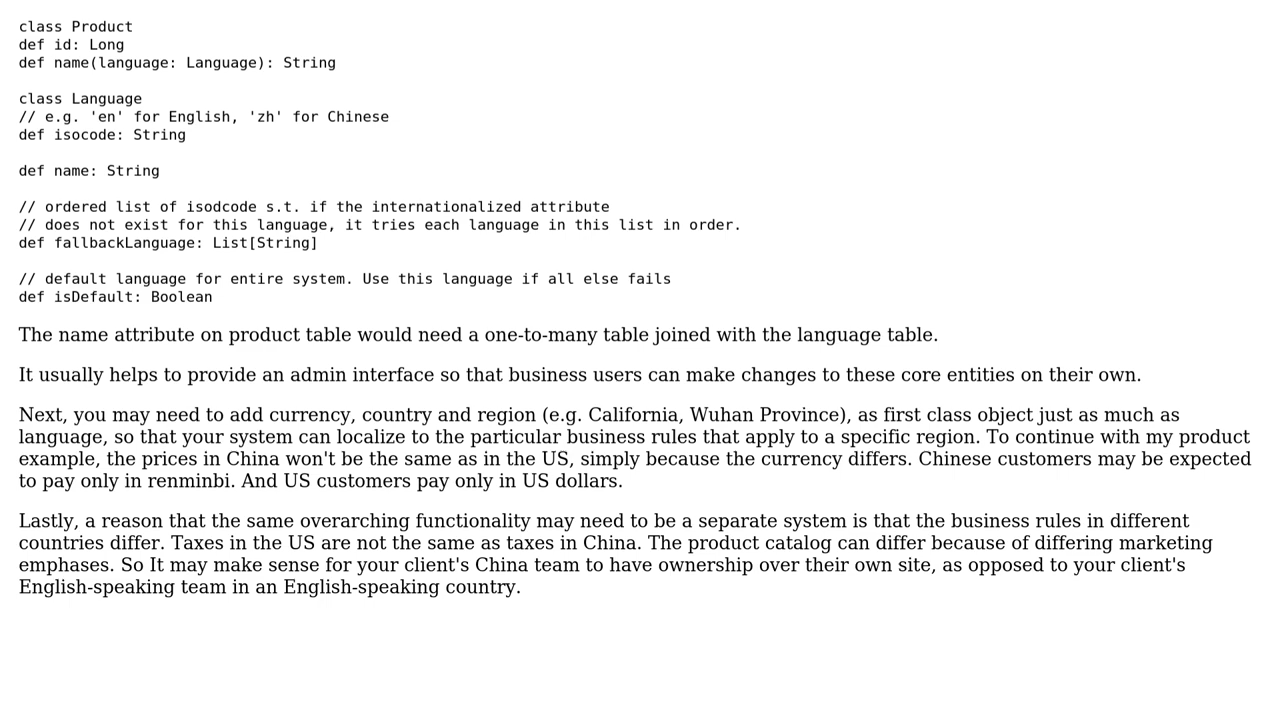 class Product
def id: Long
def name(language: Language): String
class Language
// e.g. 'en' for English, 'zh' for Chinese
def isocode: String
def name: String
// ordered list of isodcode s.t. if the internationalized attribute
// does not exist for this language, it tries each language in this list in order.
def fallbackLanguage: List[String]
// default language for entire system. Use this language if all else fails
def isDefault: Boolean
The name attribute on product table would need a one-to-many table joined with the language table.
It usually helps to provide an admin interface so that business users can make changes to these core entities on their own.
Next, you may need to add currency, country and region (e.g. California, Wuhan Province), as first class object just as much as
language, so that your system can localize to the particular business rules that apply to a specific region. To continue with my product
example, the prices in China won't be the same as in the US, simply because the currency differs. Chinese customers may be expected
to pay only in renminbi. And US customers pay only in US dollars.
Lastly, a reason that the same overarching functionality may need to be a separate system is that the business rules in different
countries differ. Taxes in the US are not the same as taxes in China. The product catalog can differ because of differing marketing
emphases. So It may make sense for your client's China team to have ownership over their own site, as opposed to your client's
English-speaking team in an English-speaking country.